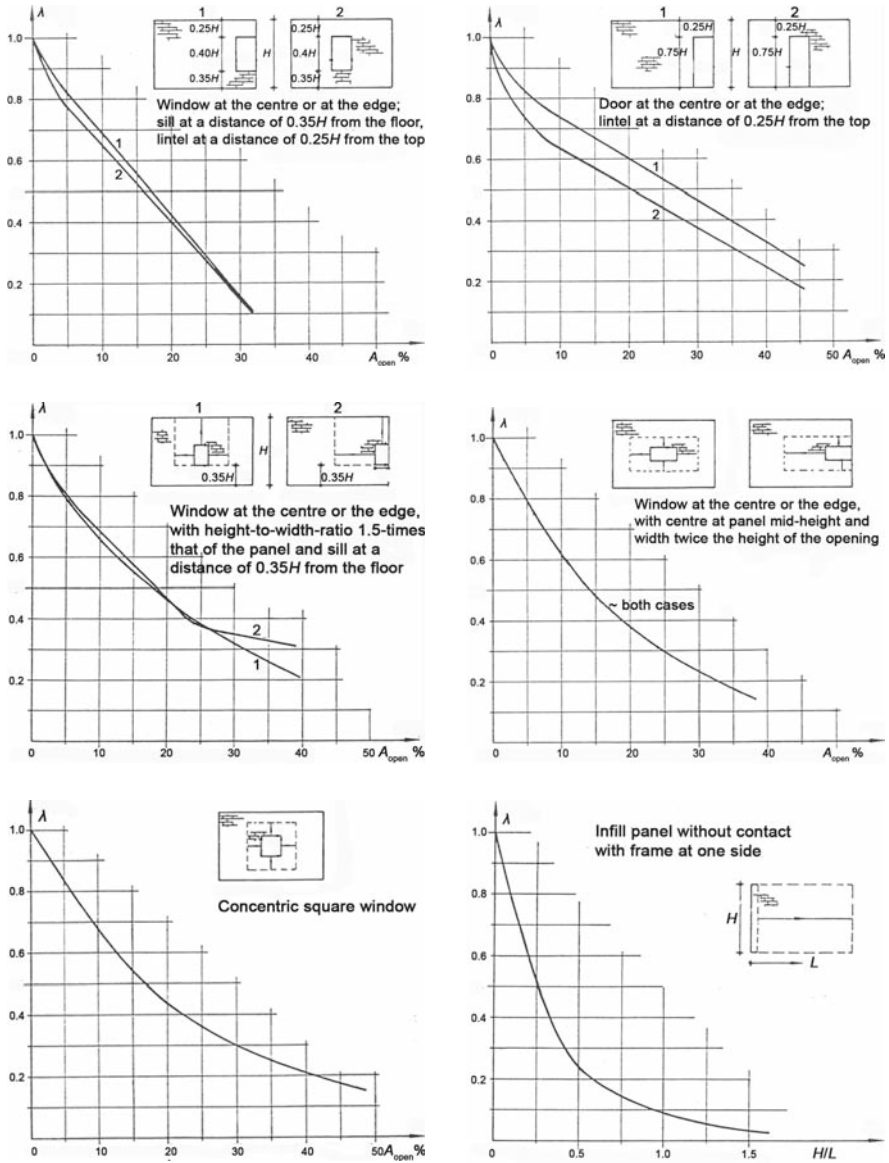 λ
1
2
0.25H
0.25H
0.40H
H
0.4H
0.35H
0.35H
Window at the centre or at the edge;
sill at a distance of 0.35H from the floor,
lintel at a distance of 0.25H from the top
1.0
0.8
0.6
0.4
0.2
1
2
0
10
20
30
40
A open %
λ
1
2
0.25H
0.25H
0.75H
H
0.75H
Door at the centre or at the edge;
lintel at a distance of 0.25H from the top
1.0
0.8
0.6
0.4
0.2
1
2
0
10
20
30
40
50
A open %
λ
1
2
H
0.35H
0.35H
Window at the centre or the edge,
with height-to-width-ratio 1.5-times
that of the panel and sill at a
distance of 0.35H from the floor
1.0
0.8
0.6
0.4
0.2
2
1
0
10
20
30
40
50 A open %
λ
Window at the centre or the edge,
with centre at panel mid-height and
width twice the height of the opening
~ both cases
1.0
0.8
0.6
0.4
0.2
0
10
20
30
40
A open %
λ
Concentric square window
1.0
0.8
0.6
0.4
0.2
0
10
20
30
40
50 A open %
λ
Infill panel without contact
with frame at one side
H
L
1.0
0.8
0.6
0.4
0.2
0
0.5
1.0
1.5
H/L